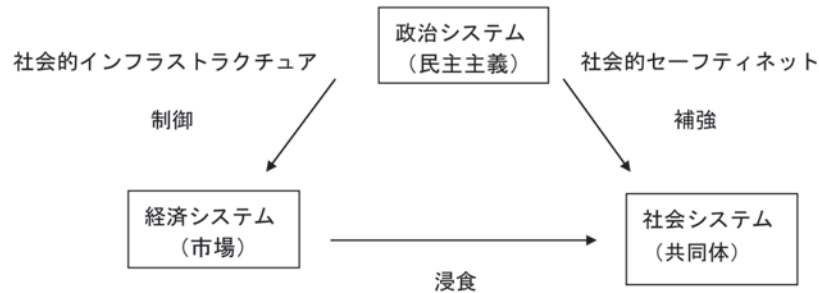 政治システム
（民主主義）
社会的インフラストラクチュア
社会的セーフティネット
制御
補強
経済システム
（市場）
社会システム
（共同体）
浸食